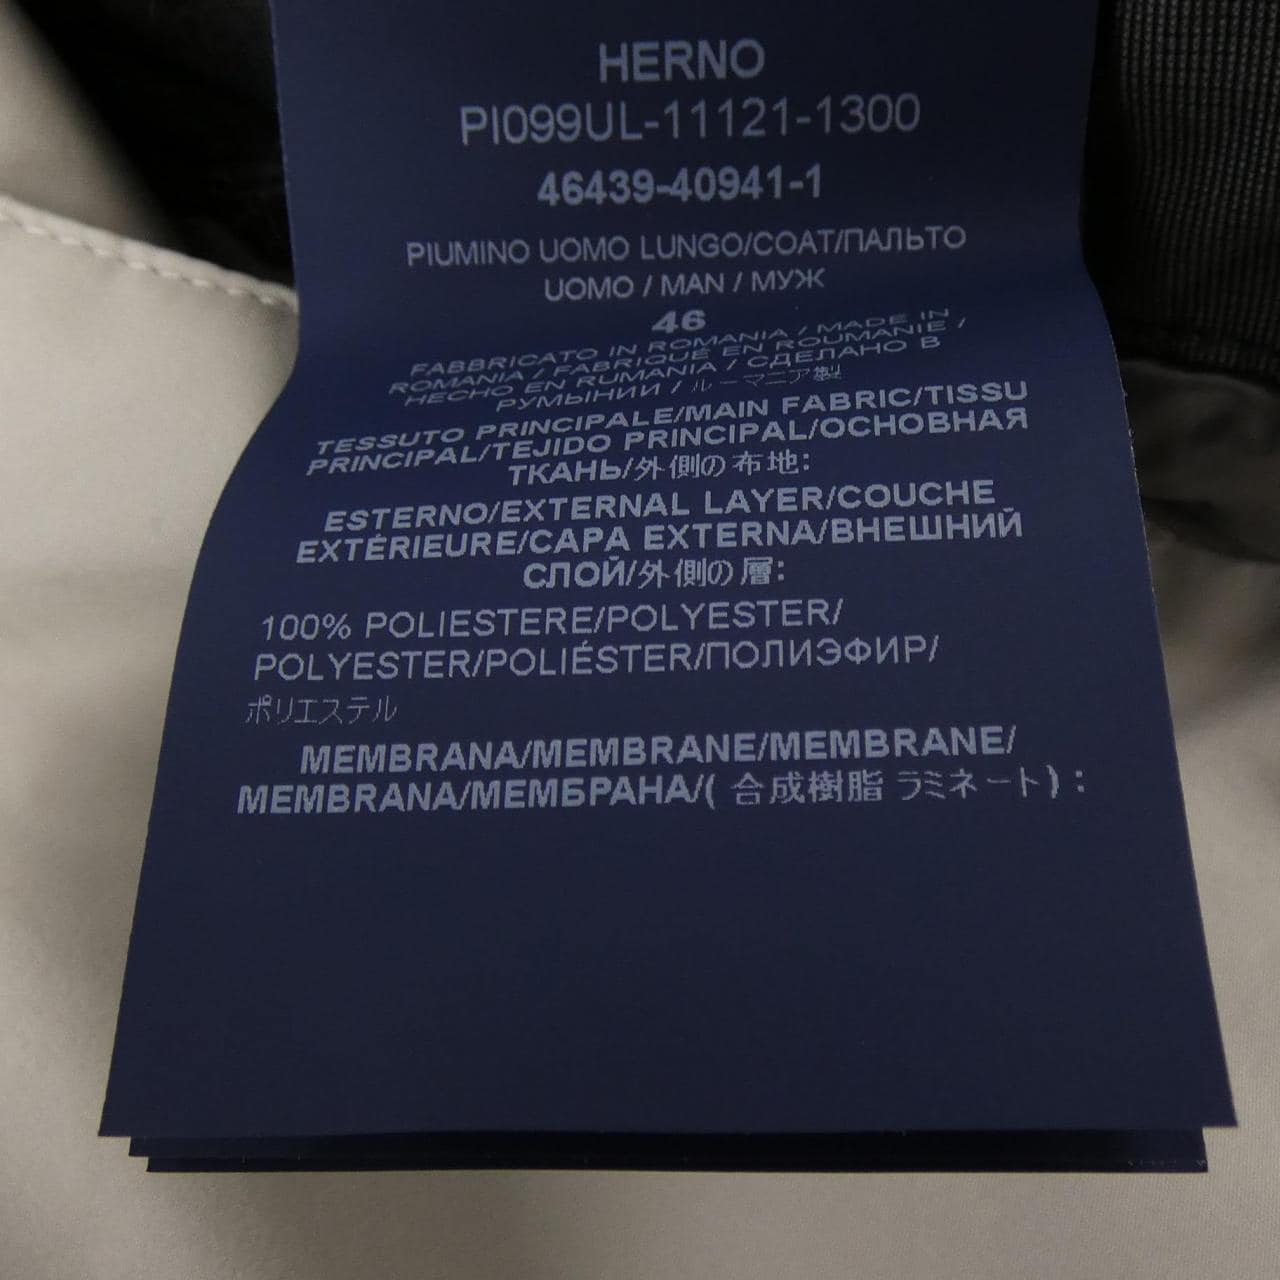 HERNO
PI099UL-11121-1300
46439-40941-1
PIUMINO UOMO LUNGO/COAT/ПАЛЬТО
UOMO / MAN / МУЖ
46
FABBRICATO IN ROMANIA / MADE IN
ROMANIA / FABRIQUÉ EN ROUMANIE /
HECHO EN RUMANIA / СДЕЛАНО В
РУМЫНИИ / ルーマニア製
TESSUTO PRINCIPALE/MAIN FABRIC/TISSU
PRINCIPAL/TEJIDO PRINCIPAL/ОСНОВНАЯ
ТКАНЬ/外側の布地:
ESTERNO/EXTERNAL LAYER/COUCHE
EXTÉRIEURE/CAPA EXTERNA/ВНЕШНИЙ
СЛОЙ/外側の層:
100% POLIESTERE/POLYESTER/
POLYESTER/POLIÉSTER/ПОЛИЭФИР/
ポリエステル
MEMBRANA/MEMBRANE/MEMBRANE/
MEMBRANA/МЕМБРАНА/( 合成樹脂 ラミネート) :